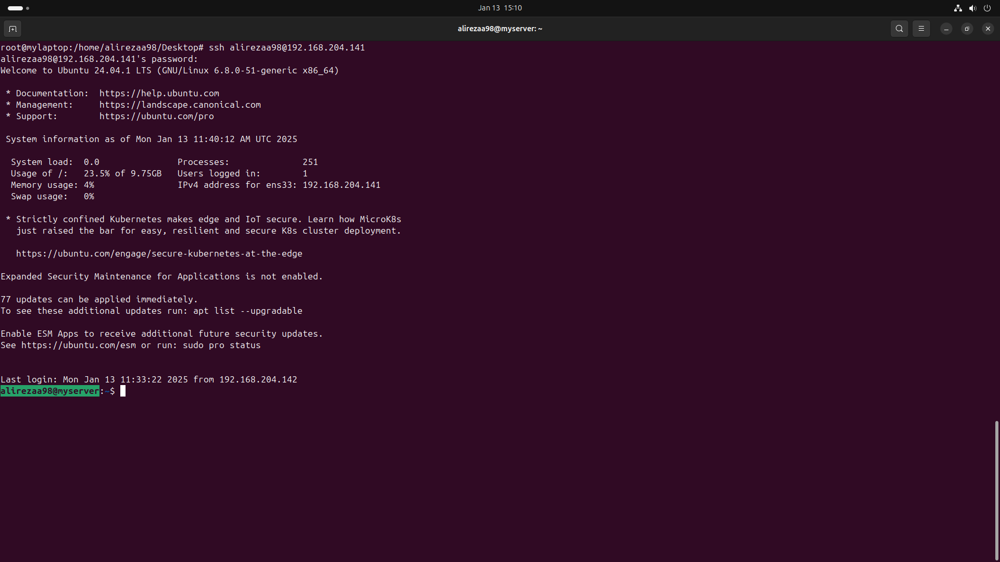 Jan 13 15:10
alirezaa98@myserver: ~
root@mylaptop:/home/alirezaa98/Desktop# ssh alirezaa98@192.168.204.141
alirezaa98@192.168.204.141's password:
Welcome to Ubuntu 24.04.1 LTS (GNU/Linux 6.8.0-51-generic x86_64)

 * Documentation:  https://help.ubuntu.com
 * Management:     https://landscape.canonical.com
 * Support:        https://ubuntu.com/pro

 System information as of Mon Jan 13 11:40:12 AM UTC 2025

  System load:  0.0               Processes:              251
  Usage of /:   23.5% of 9.75GB   Users logged in:        1
  Memory usage: 4%                IPv4 address for ens33: 192.168.204.141
  Swap usage:   0%

 * Strictly confined Kubernetes makes edge and IoT secure. Learn how MicroK8s
   just raised the bar for easy, resilient and secure K8s cluster deployment.

   https://ubuntu.com/engage/secure-kubernetes-at-the-edge

Expanded Security Maintenance for Applications is not enabled.

77 updates can be applied immediately.
To see these additional updates run: apt list --upgradable

Enable ESM Apps to receive additional future security updates.
See https://ubuntu.com/esm or run: sudo pro status


Last login: Mon Jan 13 11:33:22 2025 from 192.168.204.142
alirezaa98@myserver:~$